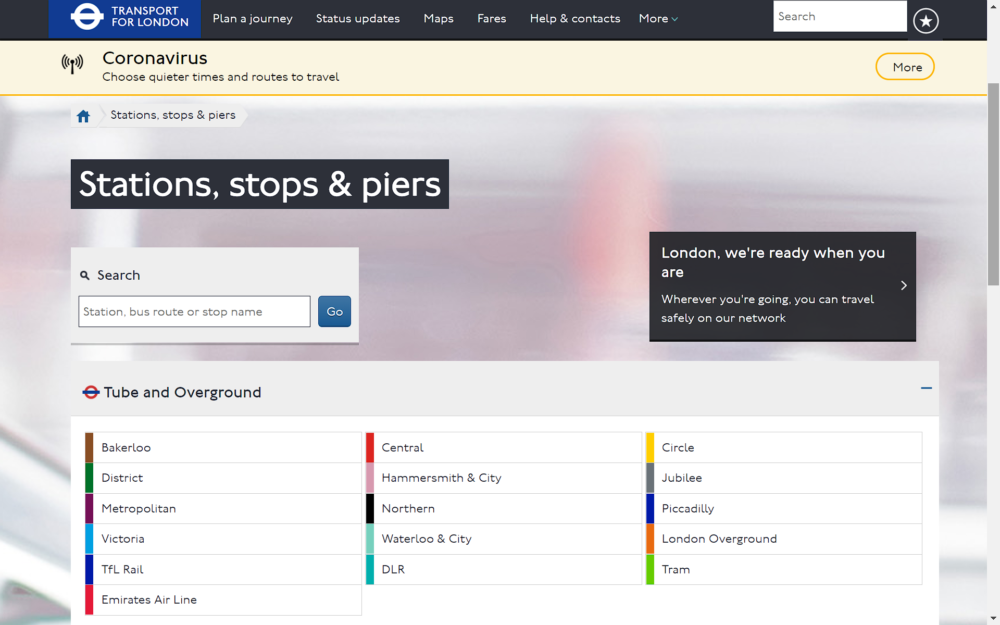 TRANSPORT
FOR LONDON
Plan a journey
Status updates
Maps
Fares
Help & contacts
More
Search
Coronavirus
Choose quieter times and routes to travel
More
Stations, stops & piers
Stations, stops & piers
Search
Station, bus route or stop name
Go
London, we're ready when you
are
Wherever you're going, you can travel
safely on our network
Tube and Overground
Bakerloo
Central
Circle
District
Hammersmith & City
Jubilee
Metropolitan
Northern
Piccadilly
Victoria
Waterloo & City
London Overground
TfL Rail
DLR
Tram
Emirates Air Line